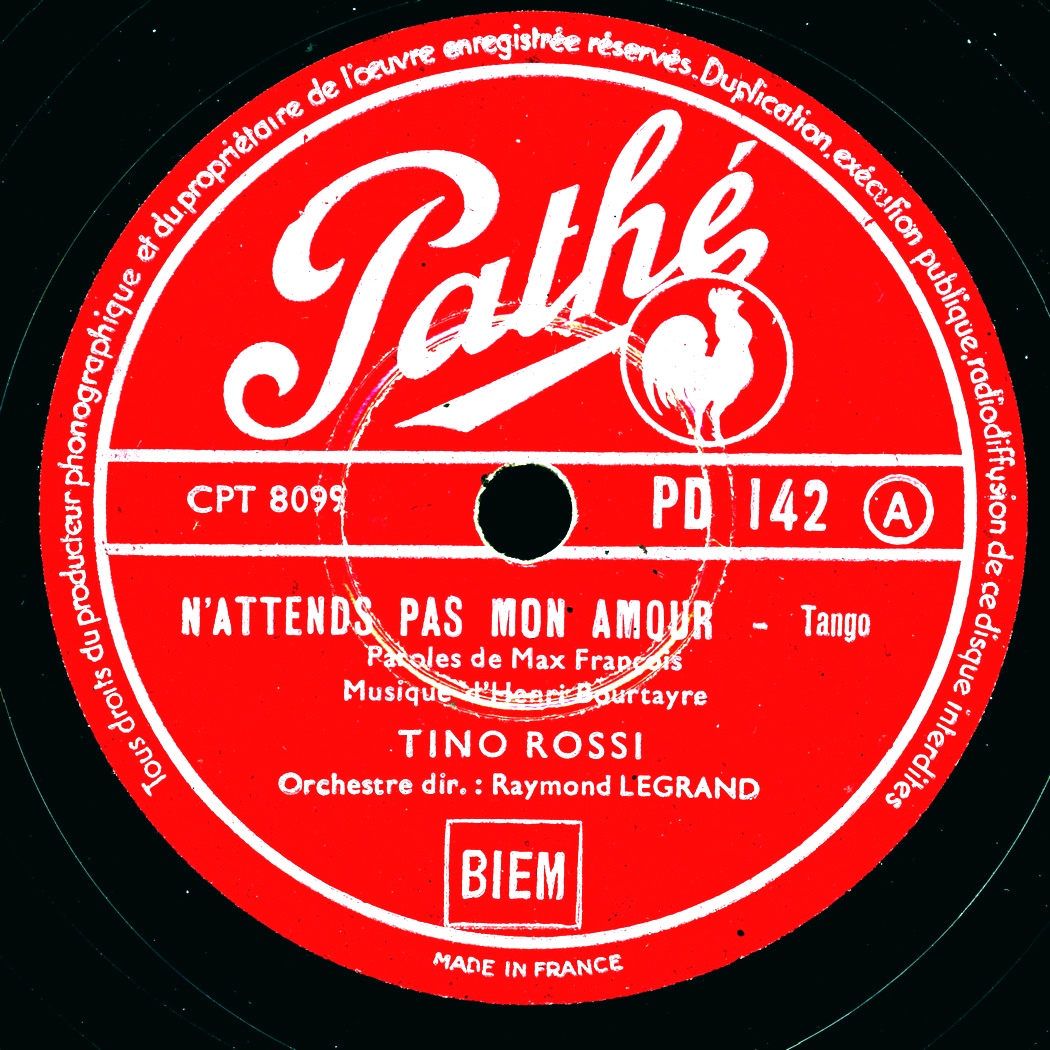 Tous droits du producteur phonographique et du propriétaire de l'œuvre enregistrée réservés. Duplication, exécution publique, radiodiffusion de ce disque interdites
Pathé
CPT 8099
PD 142 A
N'ATTENDS PAS MON AMOUR - Tango
Paroles de Max François
Musique d'Henri Bourtayre
TINO ROSSI
Orchestre dir. : Raymond LEGRAND
BIEM
MADE IN FRANCE